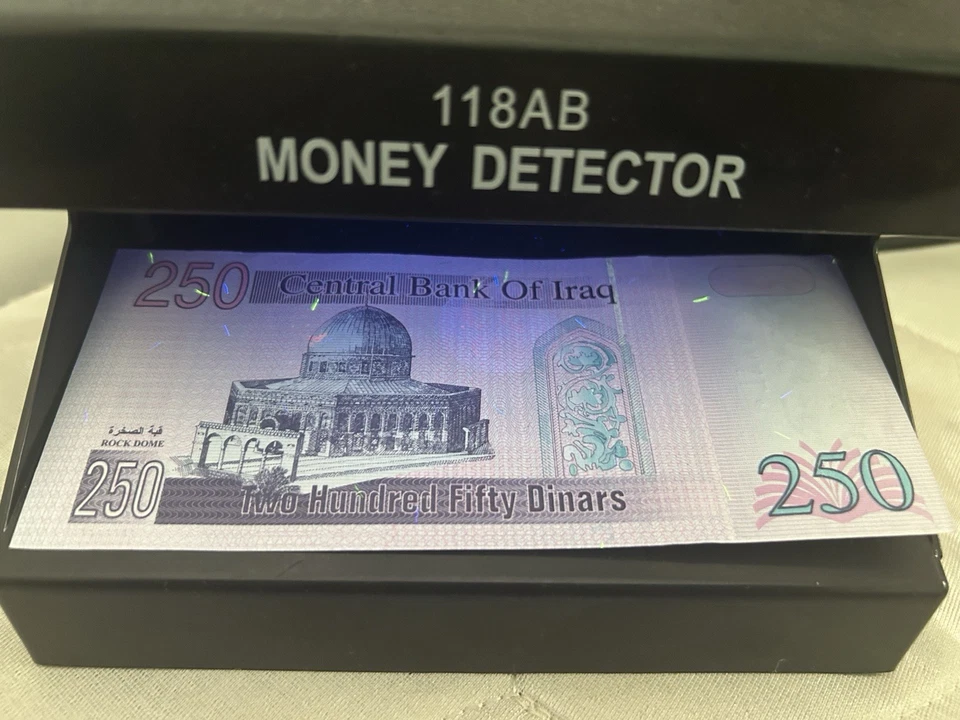 118AB
MONEY DETECTOR
250
Central Bank Of Iraq
قبة الصخرة
ROCK DOME
250
Two Hundred Fifty Dinars
250